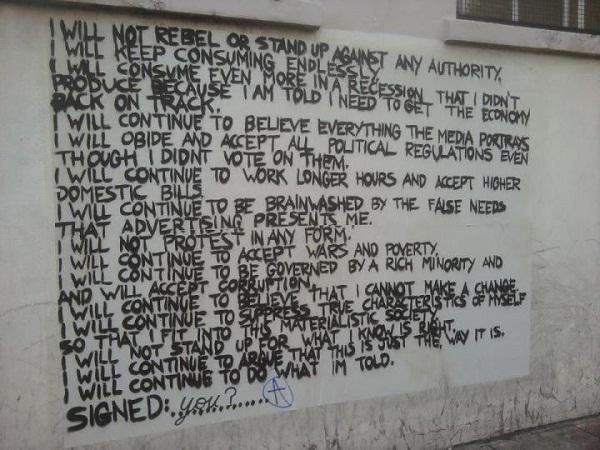 I WILL NOT REBEL OR STAND UP AGAINST ANY AUTHORITY,
I WILL KEEP CONSUMING ENDLESSLY,
I WILL CONSUME EVEN MORE IN A RECESSION THAT I DIDN'T
PRODUCE BECAUSE I AM TOLD I NEED TO GET THE ECONOMY
BACK ON TRACK.
I WILL CONTINUE TO BELIEVE EVERYTHING THE MEDIA PORTRAYS
I WILL OBIDE AND ACCEPT ALL POLITICAL REGULATIONS EVEN
THOUGH I DIDNT VOTE ON THEM.
I WILL CONTINUE TO WORK LONGER HOURS AND ACCEPT HIGHER
DOMESTIC BILLS.
I WILL CONTINUE TO BE BRAINWASHED BY THE FALSE NEEDS
THAT ADVERTISING PRESENTS ME.
I WILL NOT PROTEST IN ANY FORM,
I WILL CONTINUE TO ACCEPT WARS AND POVERTY,
I WILL CONTINUE TO BE GOVERNED BY A RICH MINORITY AND
AND WILL ACCEPT CORRUPTION,
I WILL CONTINUE TO BELIEVE THAT I CANNOT MAKE A CHANGE.
I WILL CONTINUE TO SUPPRESS TRUE CHARACTERISTICS OF MYSELF
SO THAT I FIT INTO THIS MATERIALISTIC SOCIETY,
I WILL NOT STAND UP FOR WHAT I KNOW IS RIGHT,
I WILL CONTINUE TO ARGUE THAT THIS IS JUST THE WAY IT IS.
I WILL CONTINUE TO DO WHAT IM TOLD.
SIGNED: you?